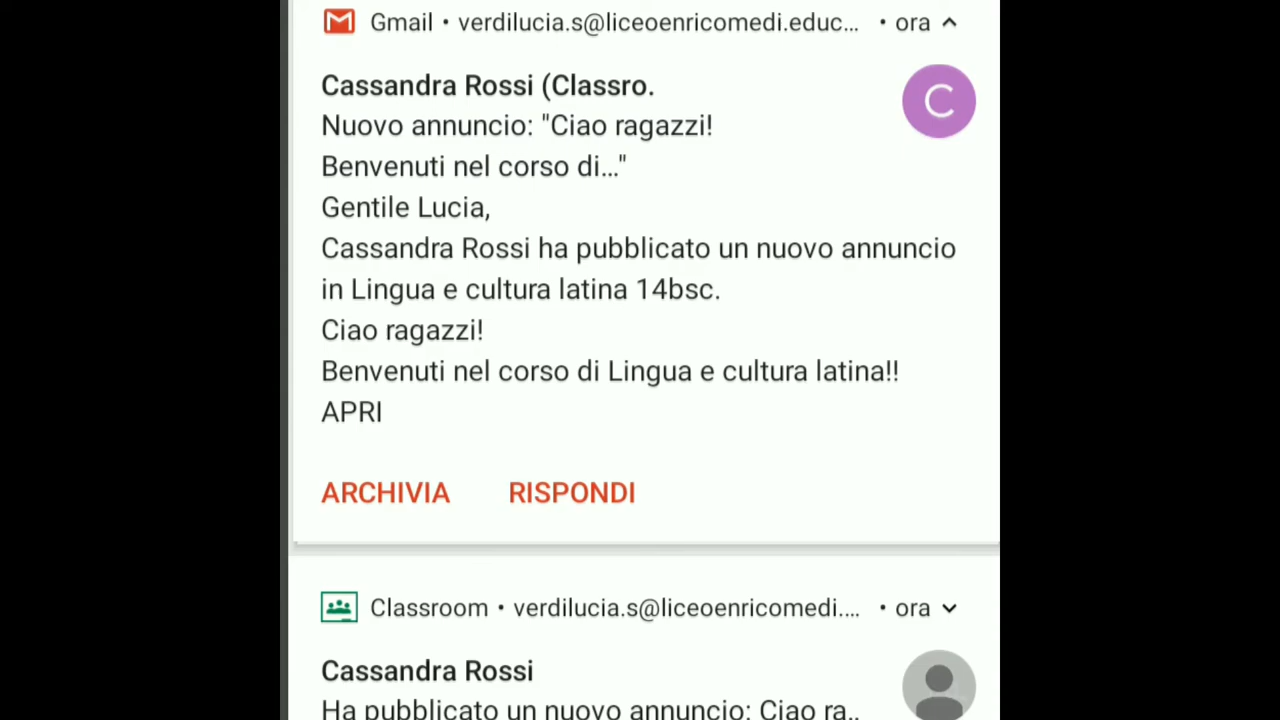 Gmail • verdilucia.s@liceoenricomedi.educ... • ora
Cassandra Rossi (Classro.
C
Nuovo annuncio: "Ciao ragazzi!
Benvenuti nel corso di..."
Gentile Lucia,
Cassandra Rossi ha pubblicato un nuovo annuncio
in Lingua e cultura latina 14bsc.
Ciao ragazzi!
Benvenuti nel corso di Lingua e cultura latina!!
APRI
ARCHIVIA RISPONDI
Classroom • verdilucia.s@liceoenricomedi.... • ora
Cassandra Rossi
Ha pubblicato un nuovo annuncio: Ciao ra..